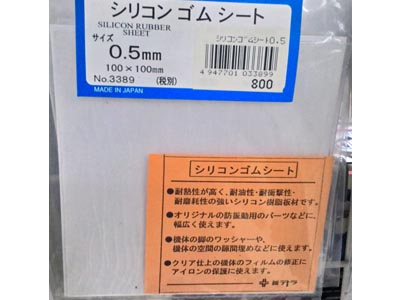 シリコン ゴム シート
SILICON RUBBER
SHEET
サイズ
0.5mm
100×100mm
No.3389 (税別)
MADE IN JAPAN
シリコンゴムシート0.5
4 947701 033899
800
シリコンゴムシート
●耐熱性が高く、耐油性・耐衝撃性・
耐磨耗性の強いシリコン樹脂板材です。
●オリジナルの防振動用のパーツなどに、
幅広く使えます。
●機体の脚のワッシャーや、
機体の空間の隙間埋めなどに使えます。
●クリア仕上の機体のフィルムの修正に
アイロンの保護に使えます。